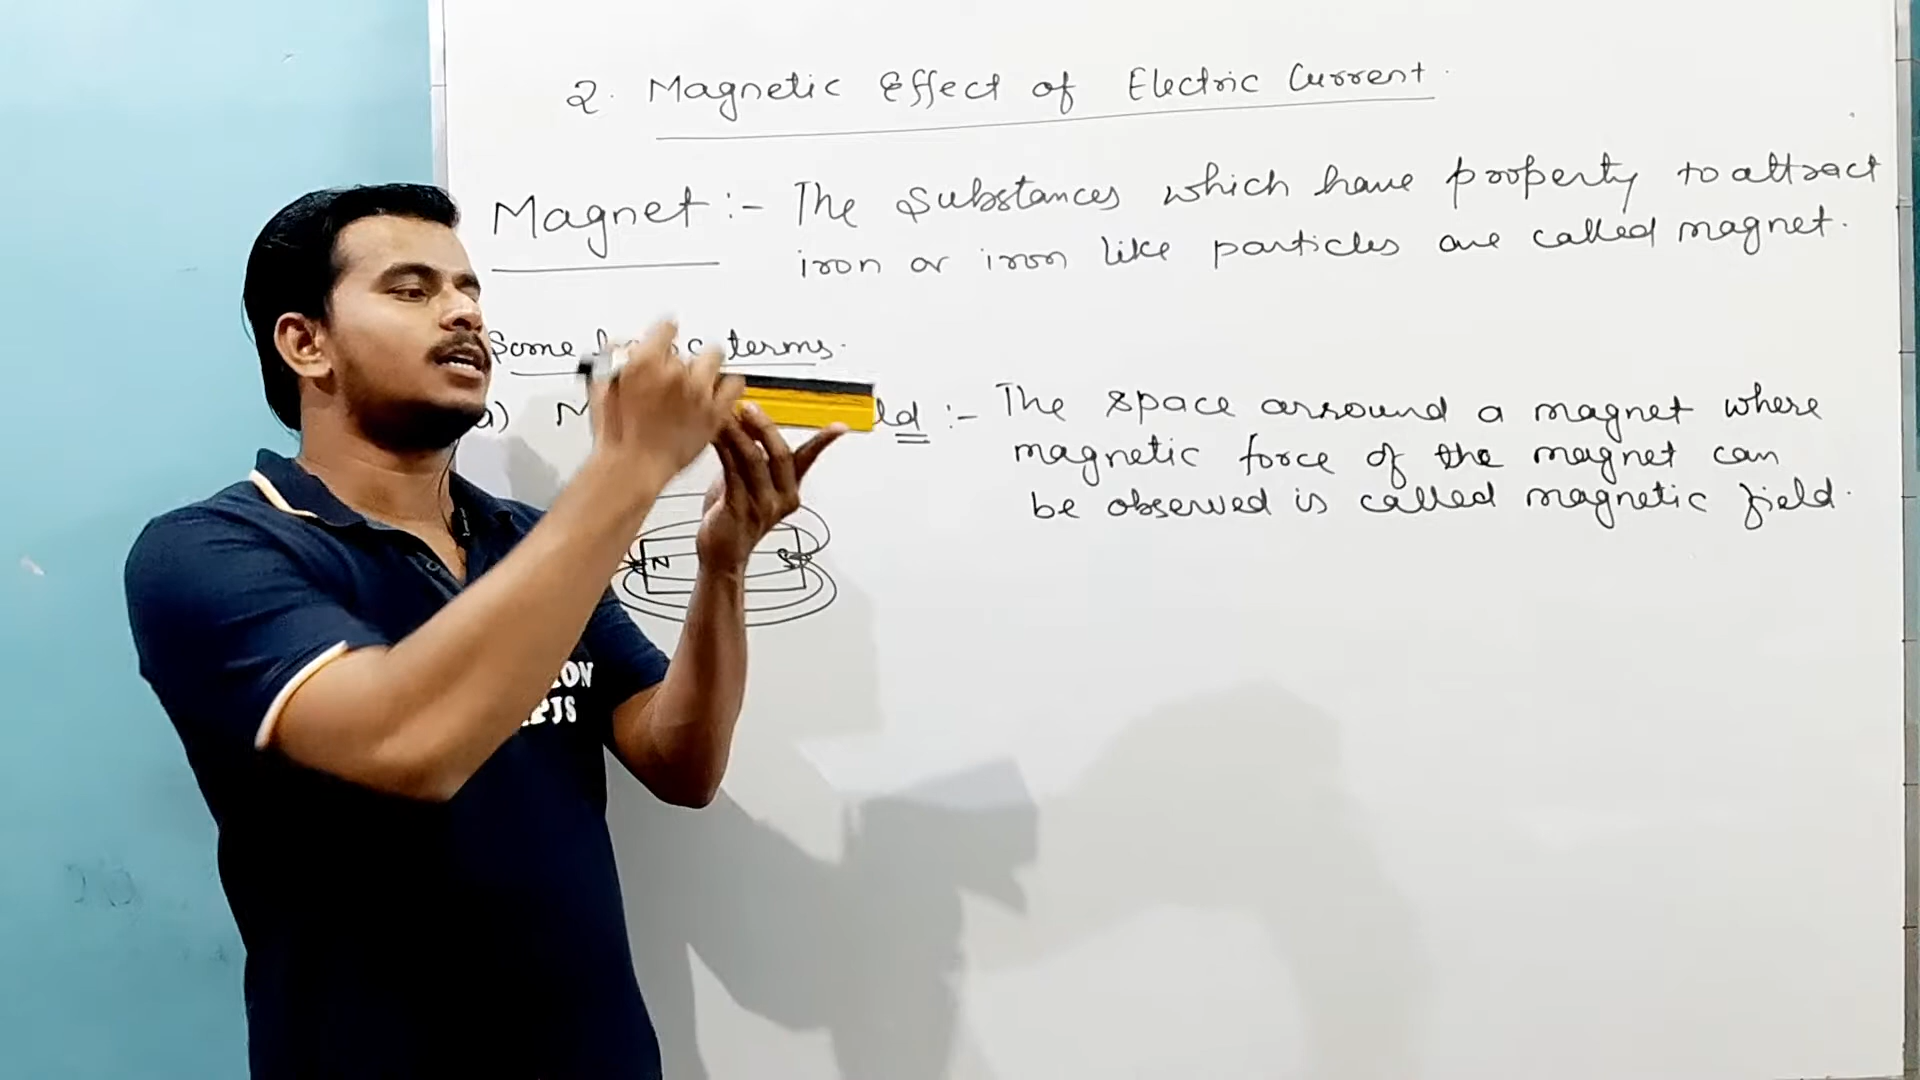 2. Magnetic Effect of Electric Current.
Magnet :- The Substances which have property to attract
iron or iron like particles are called magnet.
Some terms.
a)
:- The space arround a magnet where
magnetic force of the magnet can
be observed is called magnetic field.
N S